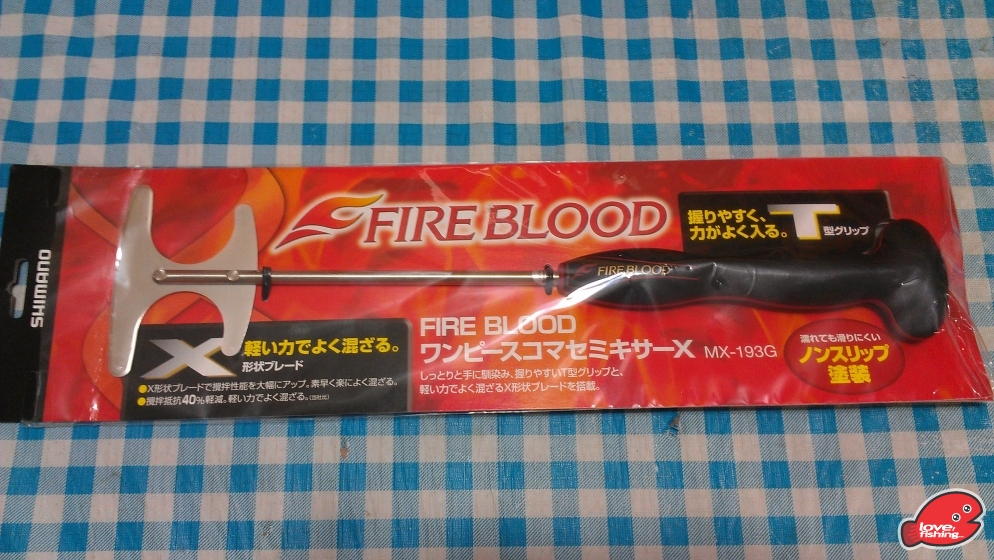 SHIMANO
FIRE BLOOD
握りやすく、
力がよく入る。
T型グリップ
FIRE BLOOD
X
形状ブレード
軽い力でよく混ざる。
●X形状ブレードで攪拌性能を大幅にアップ。素早く楽によく混ざる。
●攪拌抵抗40%軽減。軽い力でよく混ざる。(当社比)
FIRE BLOOD
ワンピースコマセミキサーX MX-193G
しっとりと手に馴染み、握りやすいT型グリップと、
軽い力でよく混ざるX形状ブレードを搭載。
濡れても滑りにくい
ノンスリップ
塗装
love
fishing